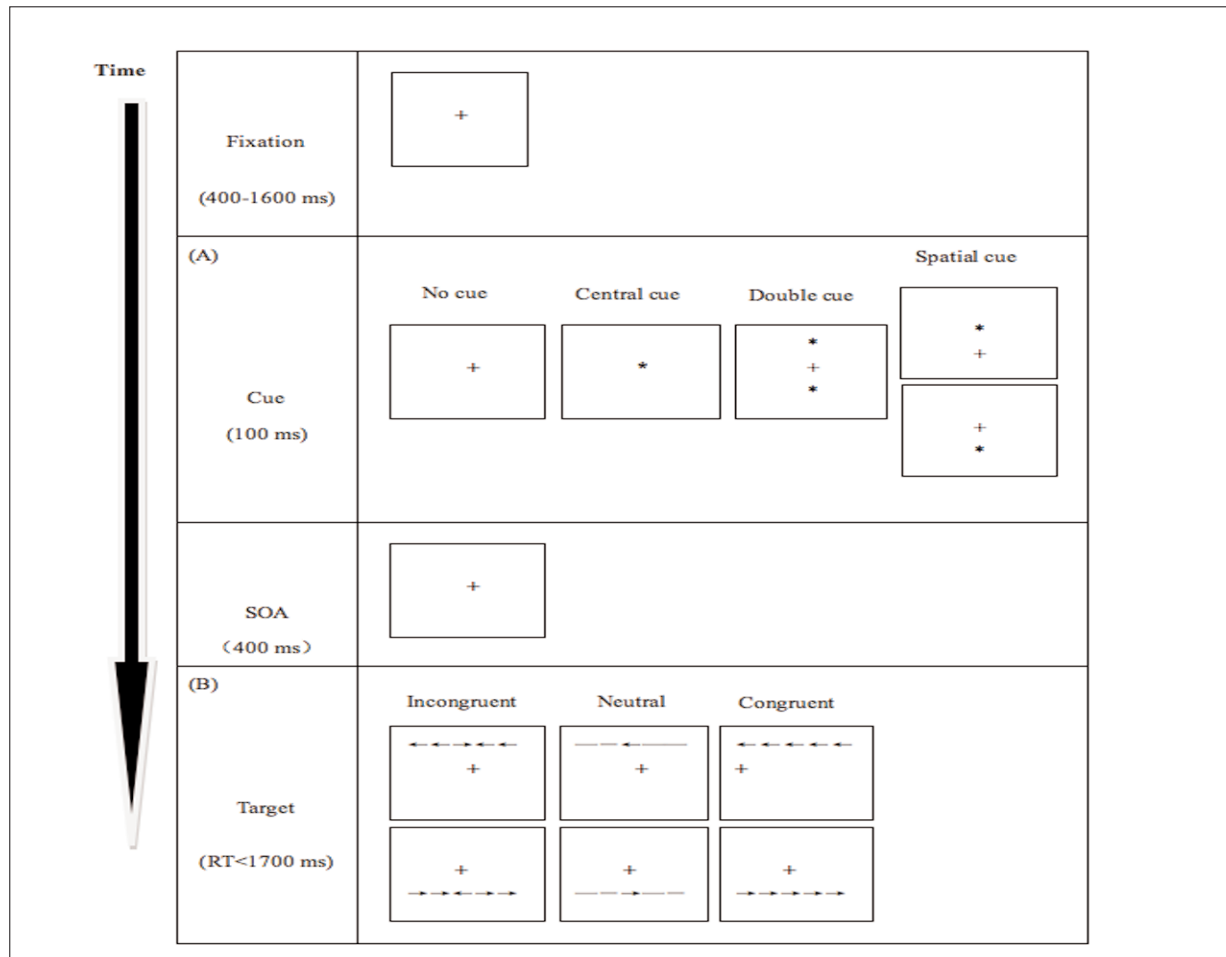 Time
Fixation
(400-1600 ms)
+
(A)
Cue
(100 ms)
No cue
Central cue
Double cue
Spatial cue
+
*
*
+
*
*
+
+
*
SOA
（400 ms）
+
(B)
Target
(RT<1700 ms)
Incongruent
Neutral
Congruent
←←→←←
+
——←——
+
←←←←←
+
+
→→←→→
+
——→——
+
→→→→→